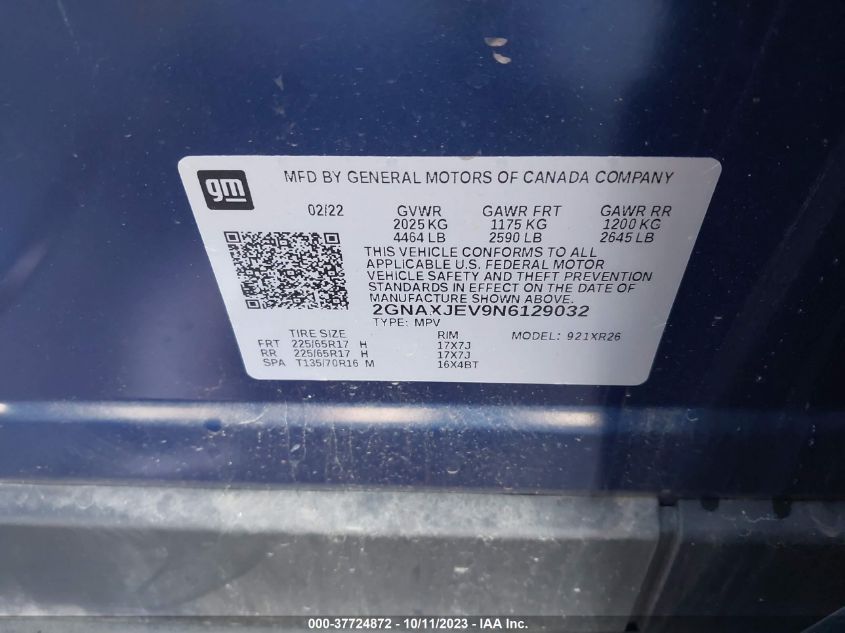 gm
MFD BY GENERAL MOTORS OF CANADA COMPANY
02/22 GVWR GAWR FRT GAWR RR
2025 KG 1175 KG 1200 KG
4464 LB 2590 LB 2645 LB
THIS VEHICLE CONFORMS TO ALL
APPLICABLE U.S. FEDERAL MOTOR
VEHICLE SAFETY AND THEFT PREVENTION
STANDARDS IN EFFECT ON THE DATE OF
MANUFACTURE SHOWN ABOVE.
2GNAXJEV9N6129032
TYPE: MPV
TIRE SIZE RIM MODEL: 921XR26
FRT 225/65R17 H 17X7J
RR 225/65R17 H 17X7J
SPA T135/70R16 M 16X4BT
000-37724872 - 10/11/2023 - IAA Inc.